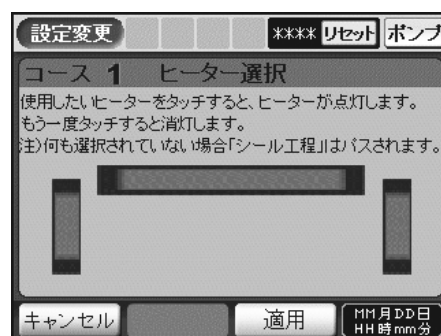 設定変更 **** リセット ポンプ
コース 1 ヒーター選択
使用したいヒーターをタッチすると、ヒーターが点灯します。
もう一度タッチすると消灯します。
注)何も選択されていない場合「シール工程」はパスされます。
キャンセル 適用 MM月DD日
HH時mm分